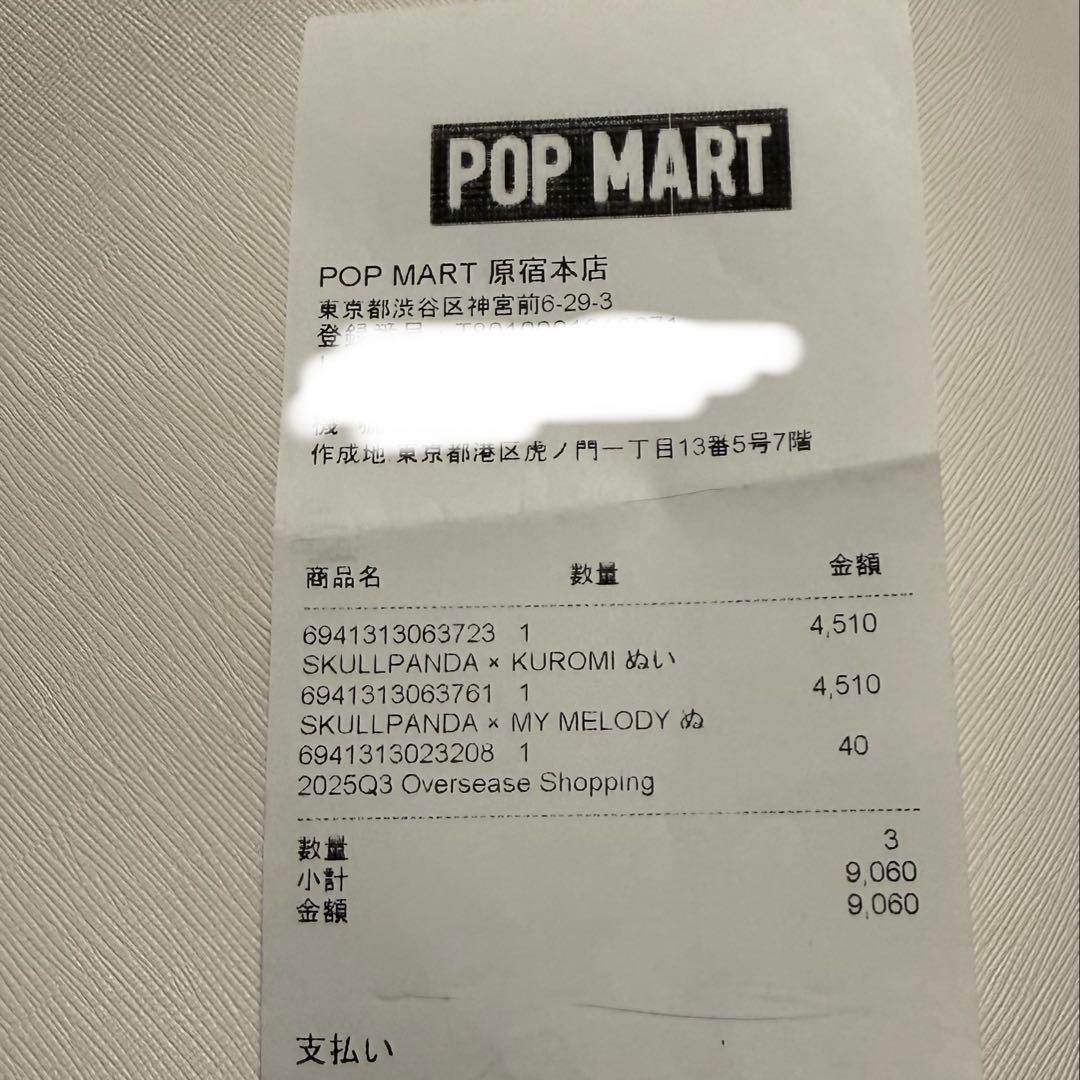 POP MART
POP MART 原宿本店
東京都渋谷区神宮前6-29-3
登録番号
作成地 東京都港区虎ノ門一丁目13番5号7階
商品名 数量 金額
6941313063723 1 4,510
SKULLPANDA × KUROMI ぬい
6941313063761 1 4,510
SKULLPANDA × MY MELODY ぬ
6941313023208 1 40
2025Q3 Oversease Shopping
数量 3
小計 9,060
金額 9,060
支払い